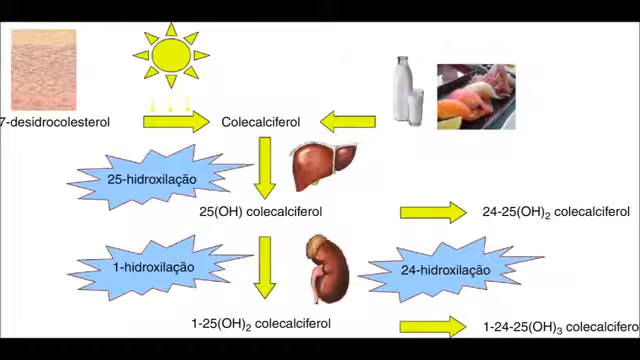 7-desidrocolesterol
Colecalciferol
25-hidroxilação
25(OH) colecalciferol
24-25(OH)₂ colecalciferol
1-hidroxilação
24-hidroxilação
1-25(OH)₂ colecalciferol
1-24-25(OH)₃ colecalcifero